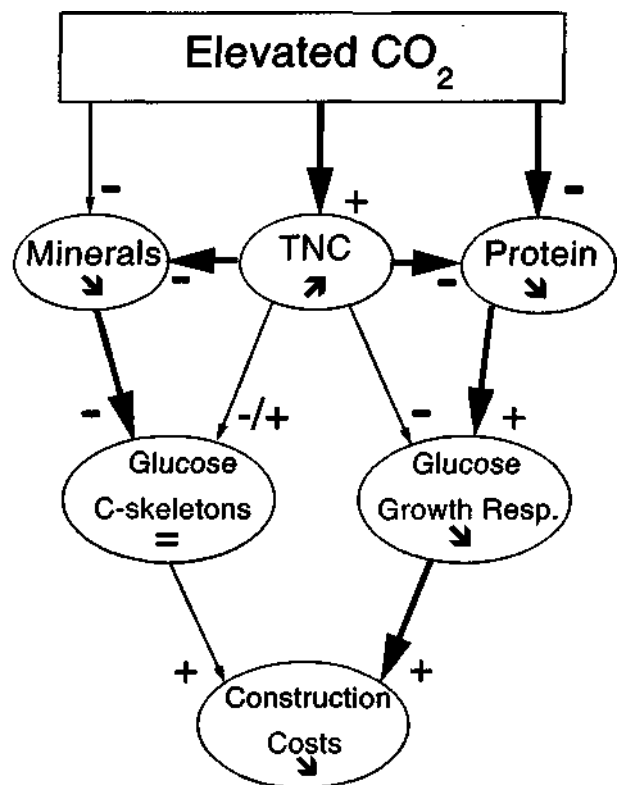 Elevated CO₂
-
+
-
Minerals
TNC
Protein
-
-
-
-/+
-
+
Glucose
C-skeletons
=
Glucose
Growth Resp.
+
+
Construction
Costs